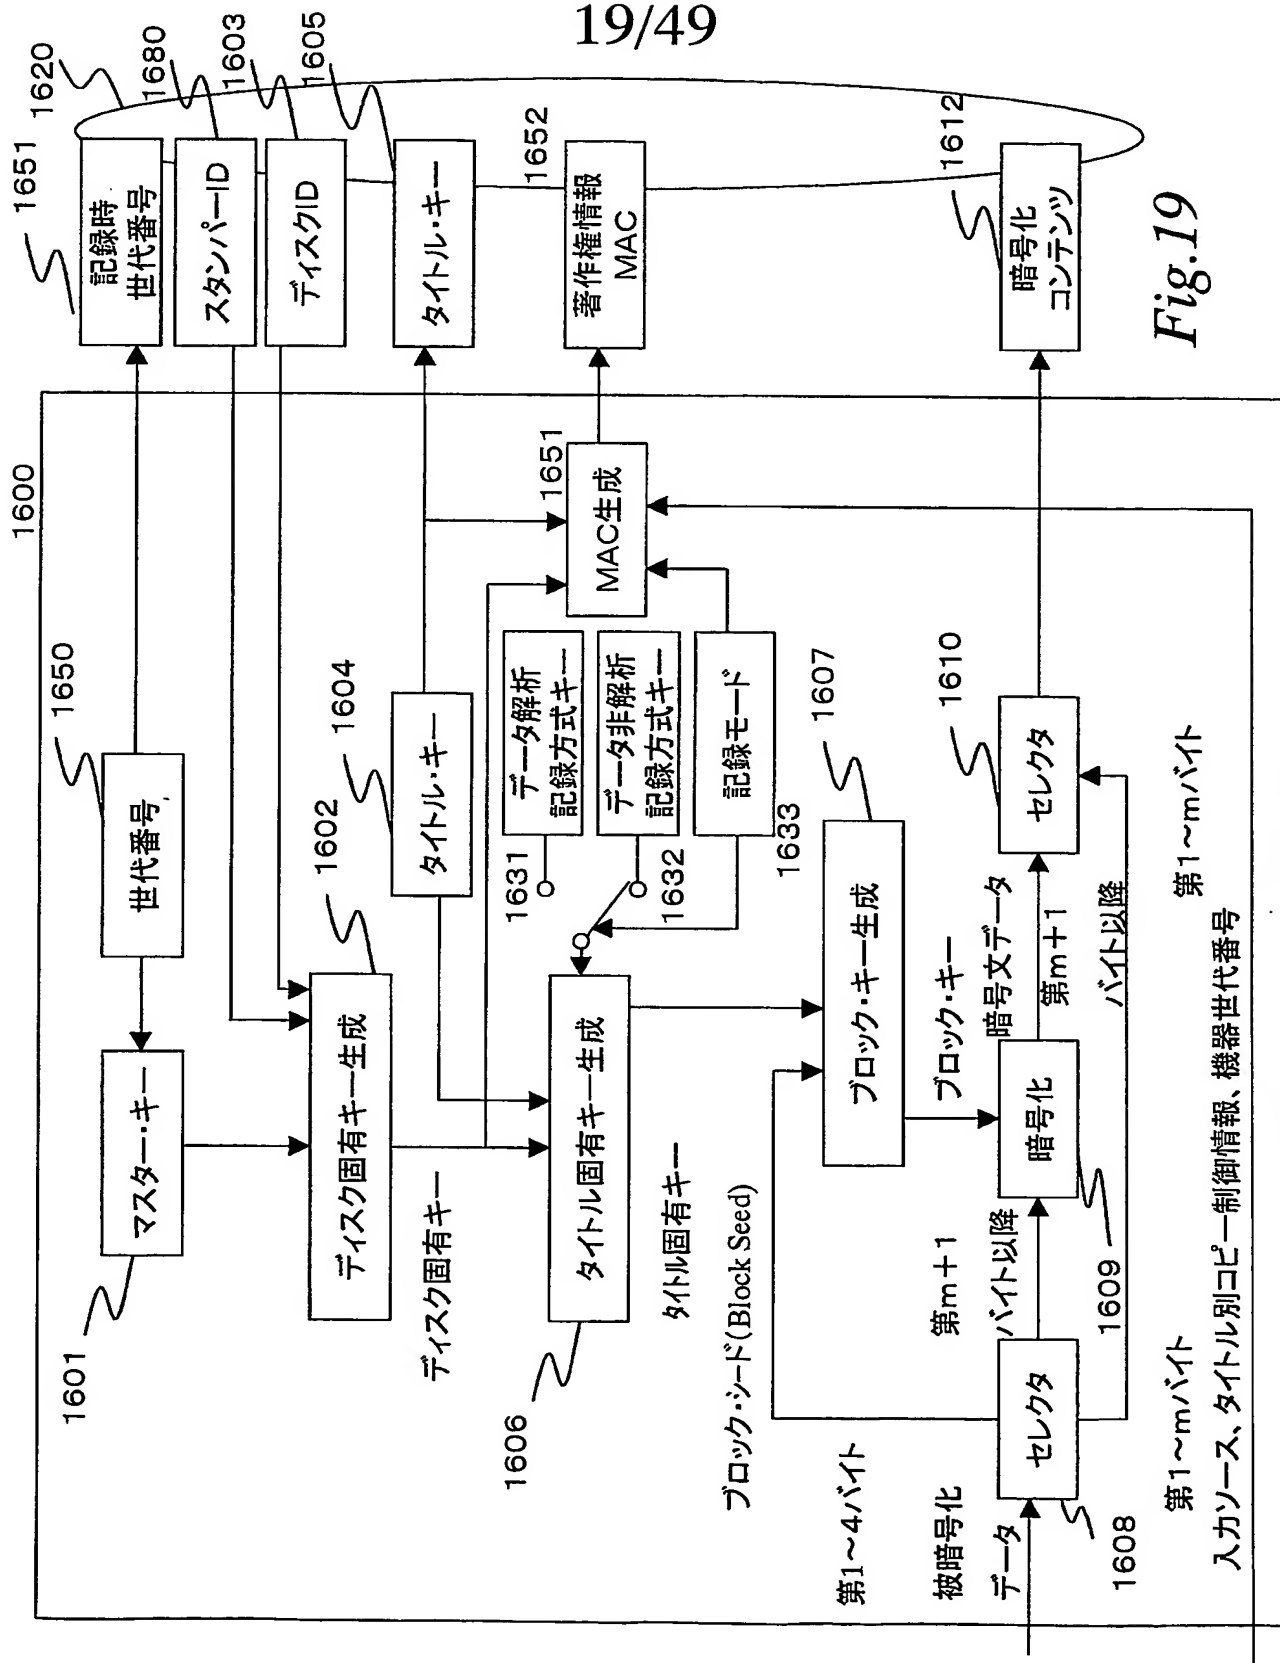 19/49
1600
1651
1620
1680
1603
1605
1652
1612
記録時
世代番号
スタンパーID
ディスクID
タイトル・キー
著作権情報
MAC
暗号化
コンテンツ
1650
世代番号
1601
マスター・キー
1602
ディスク固有キー生成
ディスク固有キー
1604
タイトル・キー
1606
タイトル固有キー生成
タイトル固有キー
1631
データ解析
記録方式キー
1632
データ非解析
記録方式キー
1633
記録モード
1651
MAC生成
1607
ブロック・キー生成
ブロック・キー
ブロック・シード(Block Seed)
第1~4バイト
被暗号化
データ
1608
セレクタ
第m+1
バイト以降
1609
暗号化
暗号文データ
第m+1
バイト以降
1610
セレクタ
第1~mバイト
第1~mバイト
入力ソース、タイトル別コピー制御情報、機器世代番号
Fig.19